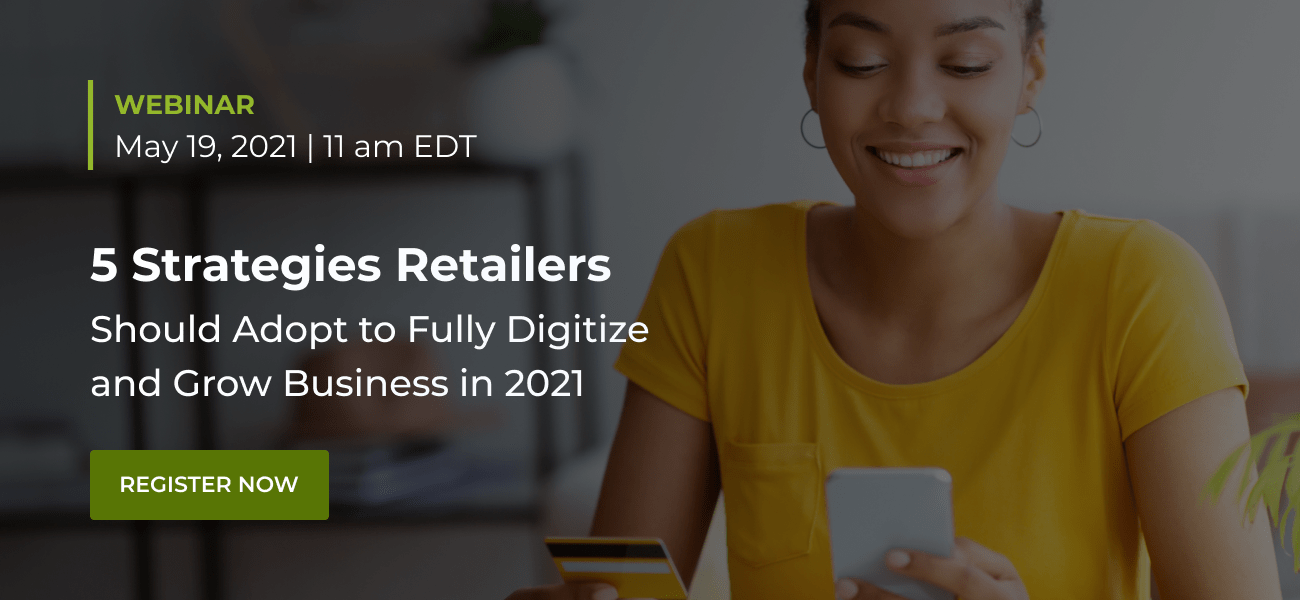 WEBINAR
May 19, 2021 | 11 am EDT
5 Strategies Retailers
Should Adopt to Fully Digitize
and Grow Business in 2021
REGISTER NOW